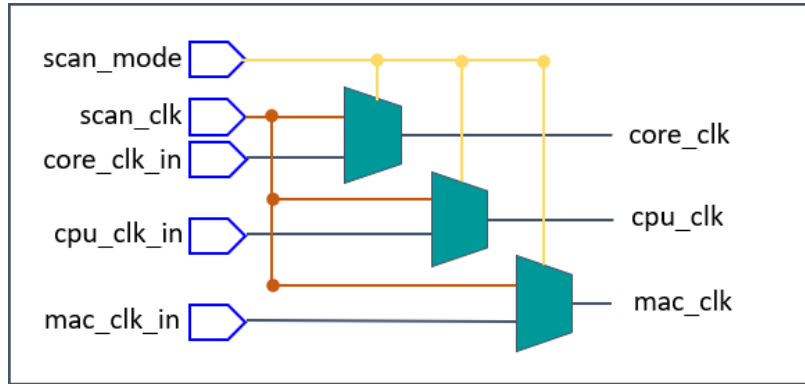 scan_mode
scan_clk
core_clk_in
core_clk
cpu_clk_in
cpu_clk
mac_clk_in
mac_clk